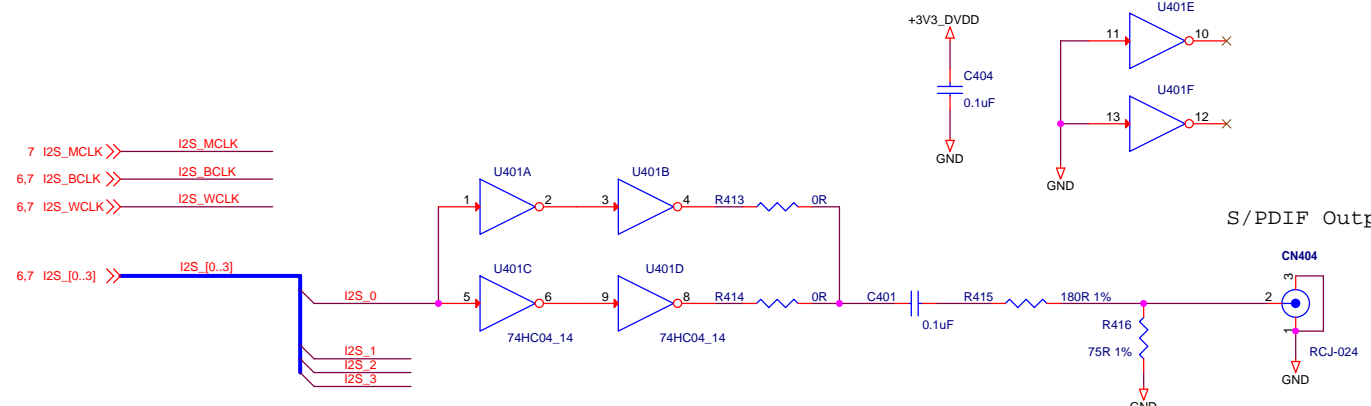 U401E
+3V3_DVDD
11
10
C404
0.1uF
U401F
13
12
GND
GND
7 I2S_MCLK
I2S_MCLK
6,7 I2S_BCLK
I2S_BCLK
6,7 I2S_WCLK
I2S_WCLK
U401A
U401B
1
2
3
4
R413
0R
S/PDIF Outp
6,7 I2S_[0..3]
I2S_[0..3]
U401C
U401D
CN404
3
I2S_0
5
6
9
8
R414
0R
C401
0.1uF
R415
180R 1%
2
1
74HC04_14
74HC04_14
R416
75R 1%
RCJ-024
I2S_1
I2S_2
I2S_3
GND
GND